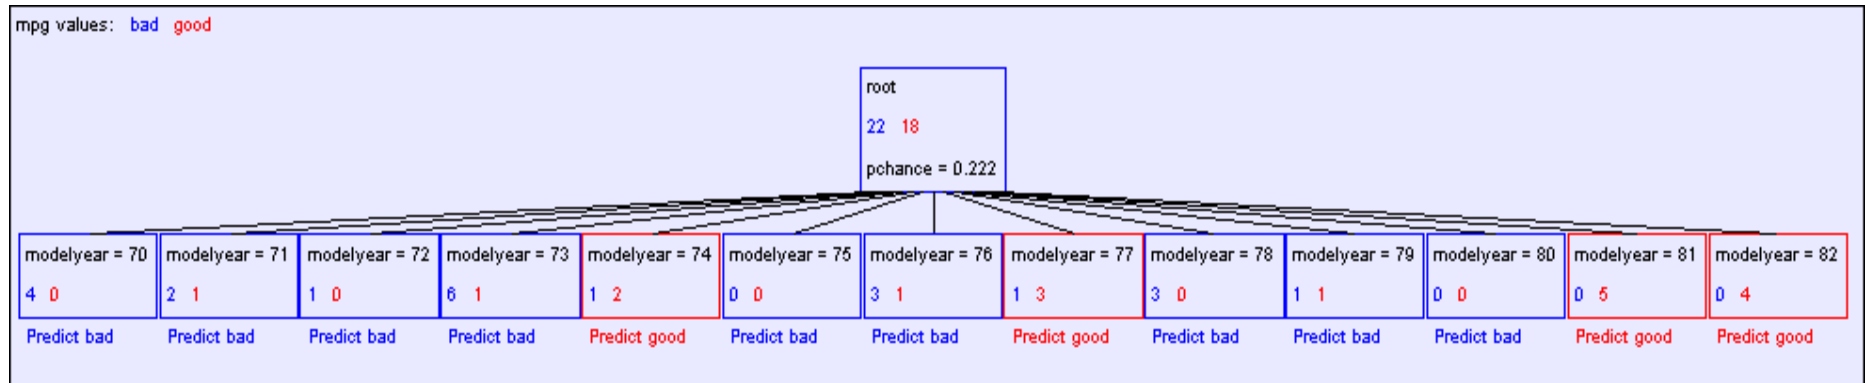 mpg values: bad good
root
22 18
pchance = 0.222
modelyear = 70 modelyear = 71 modelyear = 72 modelyear = 73 modelyear = 74 modelyear = 75 modelyear = 76 modelyear = 77 modelyear = 78 modelyear = 79 modelyear = 80 modelyear = 81 modelyear = 82
4 0 2 1 1 0 6 1 1 2 0 0 3 1 1 3 3 0 1 1 0 0 0 5 0 4
Predict bad Predict bad Predict bad Predict bad Predict good Predict bad Predict bad Predict good Predict bad Predict bad Predict bad Predict good Predict good